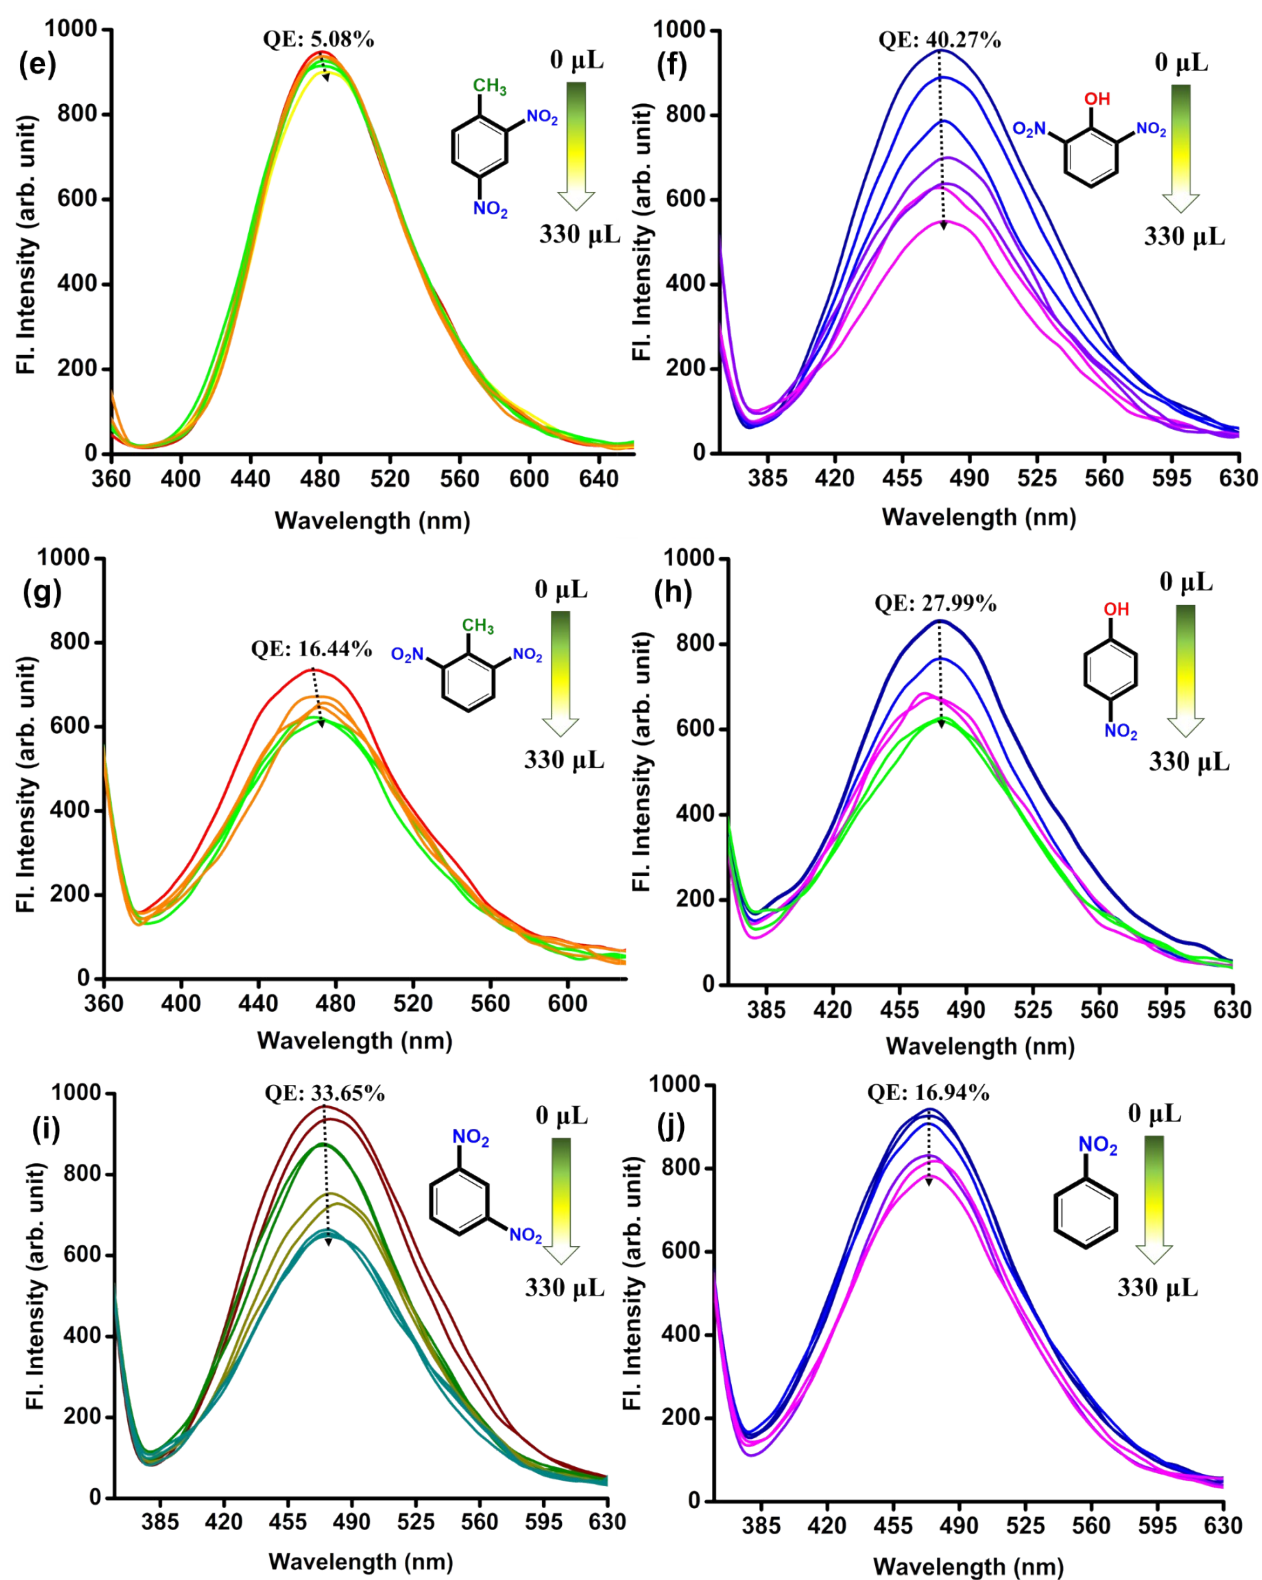 (e)
QE: 5.08%
0 µL
330 µL
CH3
NO2
NO2
Fl. Intensity (arb. unit)
1000
800
600
400
200
0
360 400 440 480 520 560 600 640
Wavelength (nm)
(f)
QE: 40.27%
0 µL
330 µL
OH
O2N NO2
Fl. Intensity (arb. unit)
1000
800
600
400
200
0
385 420 455 490 525 560 595 630
Wavelength (nm)
(g)
QE: 16.44%
0 µL
330 µL
CH3
O2N NO2
Fl. Intensity (arb. unit)
1000
800
600
400
200
0
360 400 440 480 520 560 600
Wavelength (nm)
(h)
QE: 27.99%
0 µL
330 µL
OH
NO2
Fl. Intensity (arb. unit)
1000
800
600
400
200
0
385 420 455 490 525 560 595 630
Wavelength (nm)
(i)
QE: 33.65%
0 µL
330 µL
NO2
NO2
Fl. Intensity (arb. unit)
1000
800
600
400
200
0
385 420 455 490 525 560 595 630
Wavelength (nm)
(j)
QE: 16.94%
0 µL
330 µL
NO2
Fl. Intensity (arb. unit)
1000
800
600
400
200
0
385 420 455 490 525 560 595 630
Wavelength (nm)